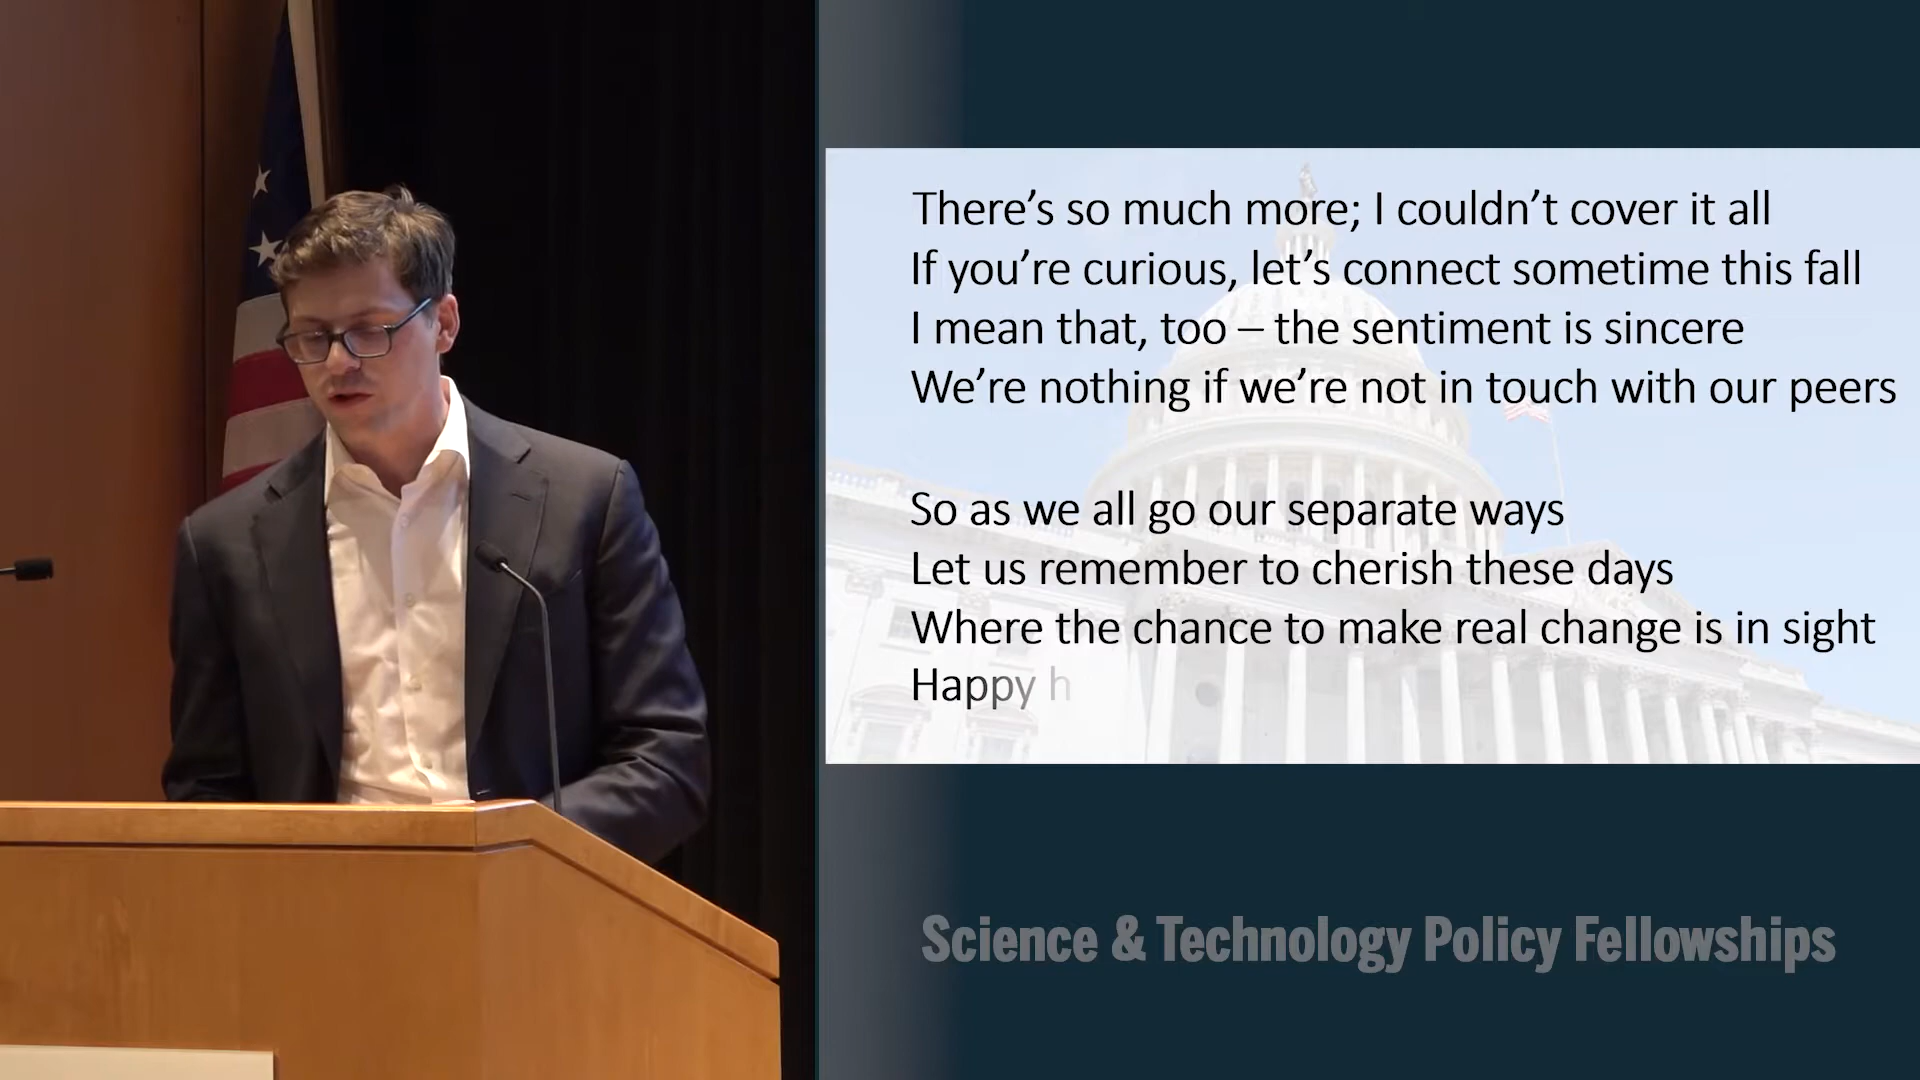 There’s so much more; I couldn’t cover it all
If you’re curious, let’s connect sometime this fall
I mean that, too – the sentiment is sincere
We’re nothing if we’re not in touch with our peers
So as we all go our separate ways
Let us remember to cherish these days
Where the chance to make real change is in sight
Happy h
Science & Technology Policy Fellowships